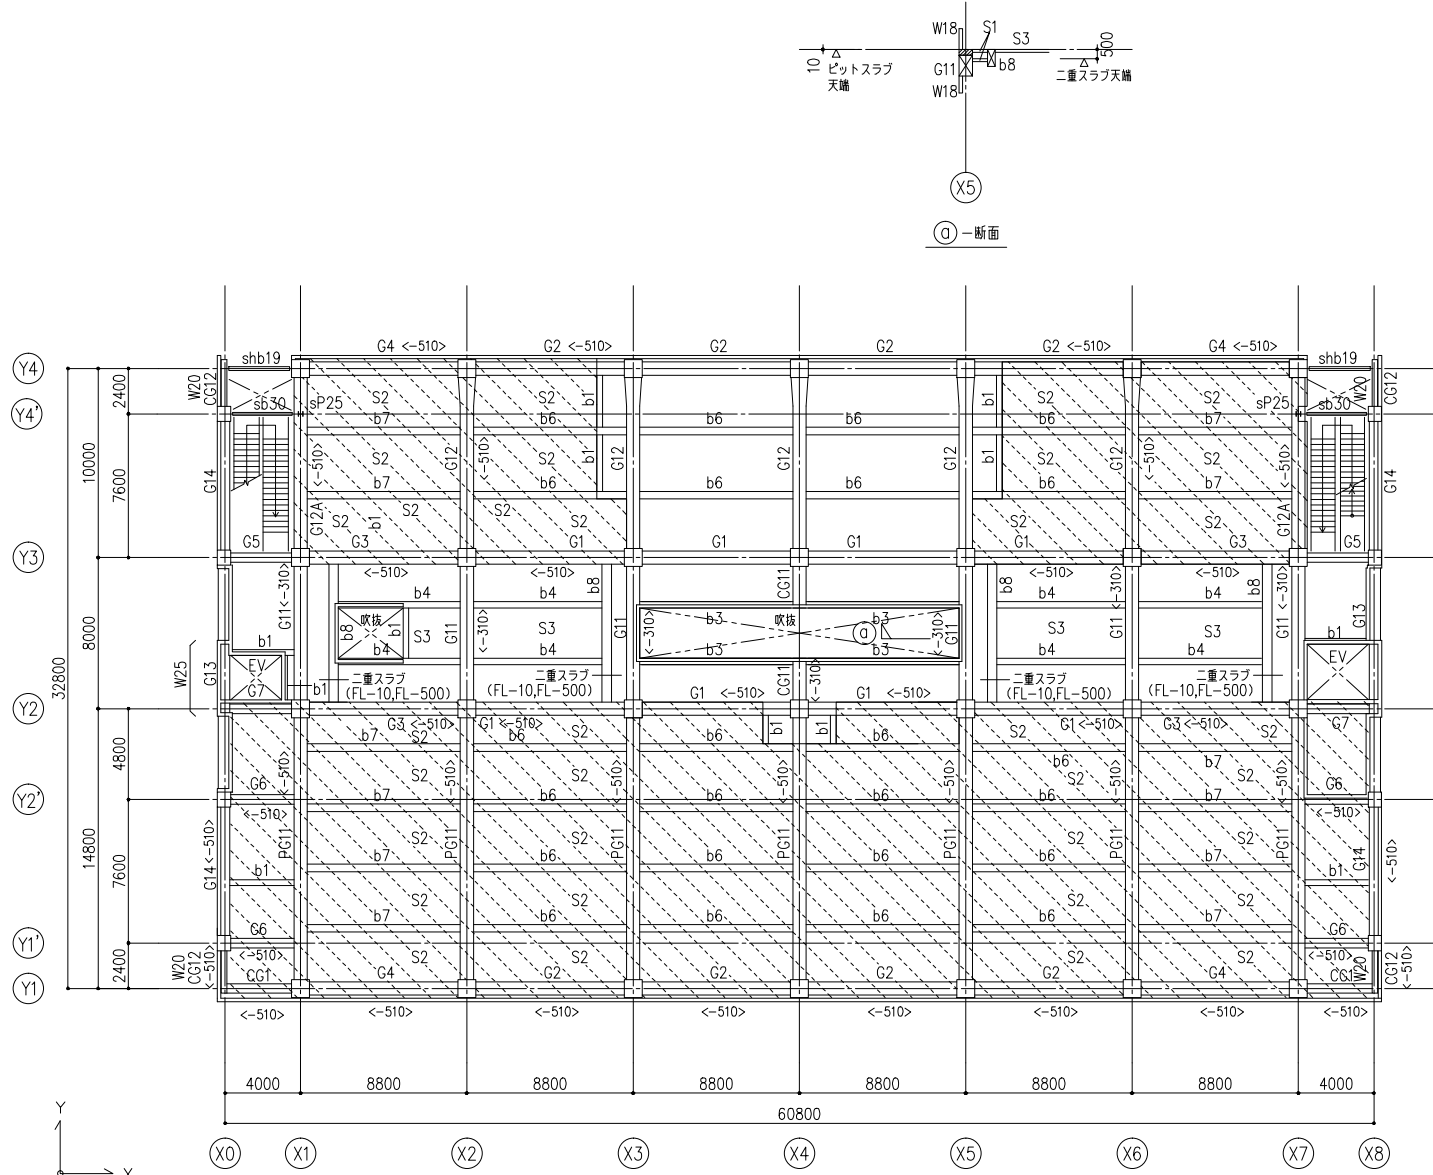 W18
S1
S3
500
10
ピットスラブ
天端
G11
b8
二重スラブ天端
W18
X5
a −断面
G4 <−510> G2 <−510> G2 G2 G2 <−510> G4 <−510>
Y4 shb19 shb19
W20 CG12 S2 S2 b1 b1 S2 S2 W20 CG12
2400
Y4' sb30 sP25 b7 b6 b6 b6 b6 b7 sP25 sb30
10000
7600
G14 <−510> S2 G12 <−510> S2 b1 G12 G12 G12 b1 S2 G12 <−510> S2 <−510> G14
b7 b6 b6 b6 b6 b7
G12A S2 b1 S2 S2 S2 S2 S2 G12A
Y3 G5 G3 G1 G1 G1 G1 G3 G5
<−510> <−510> <−510> <−510>
G11 <−310> b4 b4 b8 CG11 b8 b4 <−310> b4 b8 <−310> G13
8000
32800
吹抜 b3 吹抜 b3 a
b8 b1 S3 G11 <−310> S3 G11 <−310> <−310> G11 S3 G11 S3 G11
b1 b4 b4 b3 b3 b4 b4 b1
W25 G13 EV G7 b1 CG11 <−310> EV
二重スラブ 二重スラブ 二重スラブ 二重スラブ
(FL−10,FL−500) (FL−10,FL−500) (FL−10,FL−500) (FL−10,FL−500)
G1 <−510> G1 <−510>
Y2 G3 <−510> G1 <−510> G1 <−510> G3 <−510> G7
b7 S2 b6 S2 b6 b1 b1 b6 S2 S2
4800
<−510> S2 <−510> S2 <−510> <−510> <−510> b6 S2 <−510> b7 S2 <−510>
Y2' G6 b7 b6 b6 b6 b6 b7 G6
<−510> <−510>
14800
7600
G14 <−510> PG11 S2 PG11 S2 PG11 PG11 PG11 S2 PG11 S2 PG11 G14 <−510>
b1 b7 b6 b6 b6 b6 b7 b1
S2 S2 S2 S2
G6 b7 b6 b6 b6 b6 b7 G6
Y1'
W20 CG12 <−510> <−510> S2 S2 S2 S2 <−510> W20 CG12 <−510>
2400
CG1 G4 G2 G2 G2 G2 G4 CG1
Y1
<−510> <−510> <−510> <−510> <−510> <−510> <−510> <−510>
4000 8800 8800 8800 8800 8800 8800 4000
60800
Y
X0 X1 X2 X3 X4 X5 X6 X7 X8
X